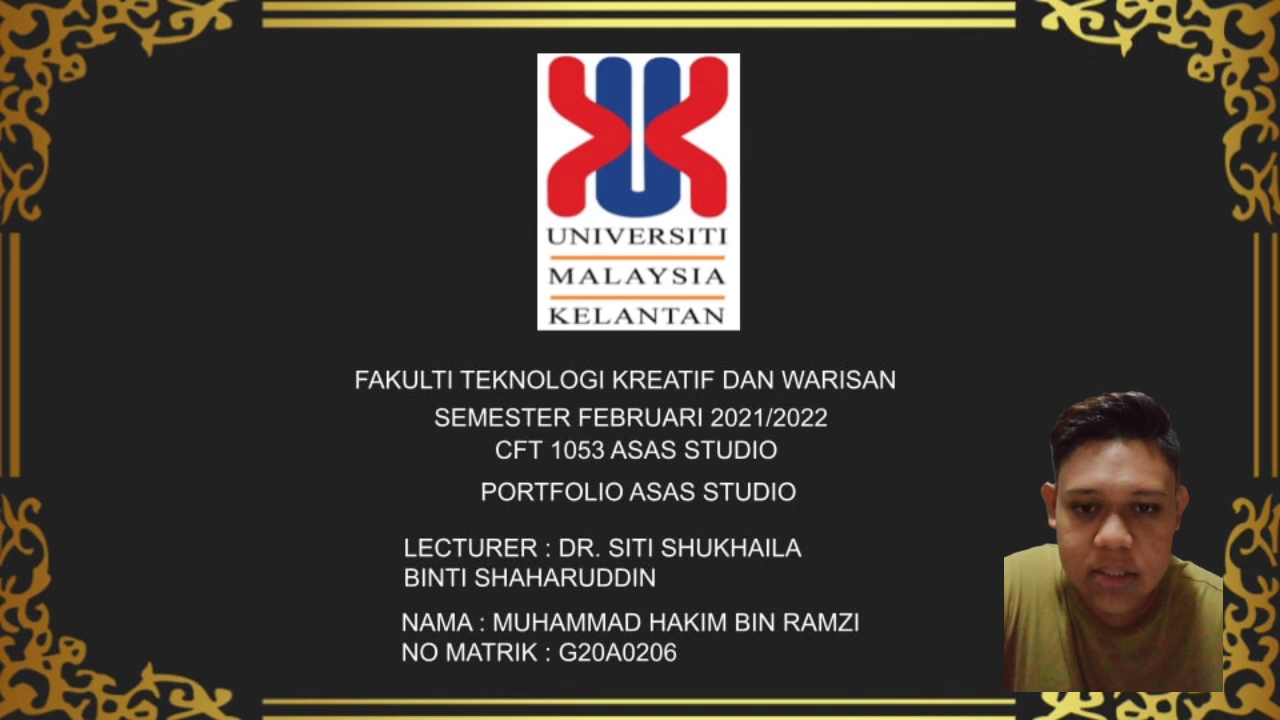 UNIVERSITI
MALAYSIA
KELANTAN
FAKULTI TEKNOLOGI KREATIF DAN WARISAN
SEMESTER FEBRUARI 2021/2022
CFT 1053 ASAS STUDIO
PORTFOLIO ASAS STUDIO
LECTURER : DR. SITI SHUKHAILA
BINTI SHAHARUDDIN
NAMA : MUHAMMAD HAKIM BIN RAMZI
NO MATRIK : G20A0206